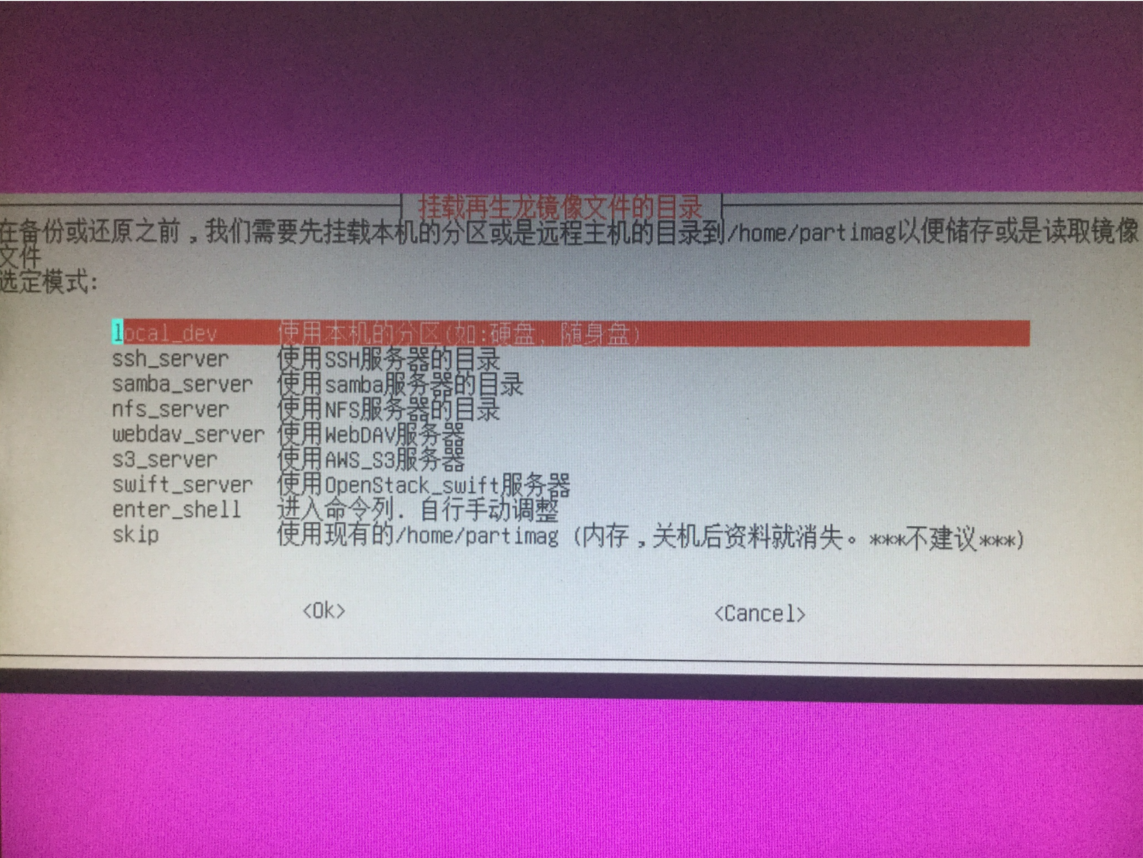 挂载再生龙镜像文件的目录
在备份或还原之前,我们需要先挂载本机的分区或是远程主机的目录到/home/partimag以便储存或是读取镜像
文件
选定模式:
local_dev 使用本机的分区(如:硬盘, 随身盘)
ssh_server 使用SSH服务器的目录
samba_server 使用samba服务器的目录
nfs_server 使用NFS服务器的目录
webdav_server 使用WebDAV服务器
s3_server 使用AWS_S3服务器
swift_server 使用OpenStack_swift服务器
enter_shell 进入命令列. 自行手动调整
skip 使用现有的/home/partimag (内存,关机后资料就消失。***不建议***)
<Ok> <Cancel>